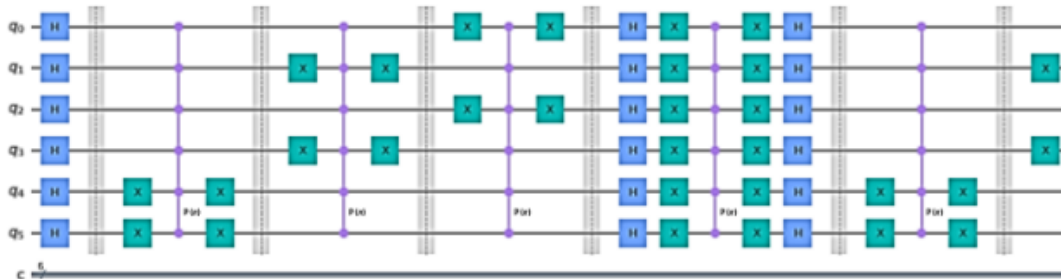 q0 H X X H X X H
q1 H X X H X X H X
q2 H X X H X X H
q3 H X X H X X H X
q4 H X X H X X H X X
P(π) P(π) P(π) P(π) P(π)
q5 H X X H X X H X X
c 6